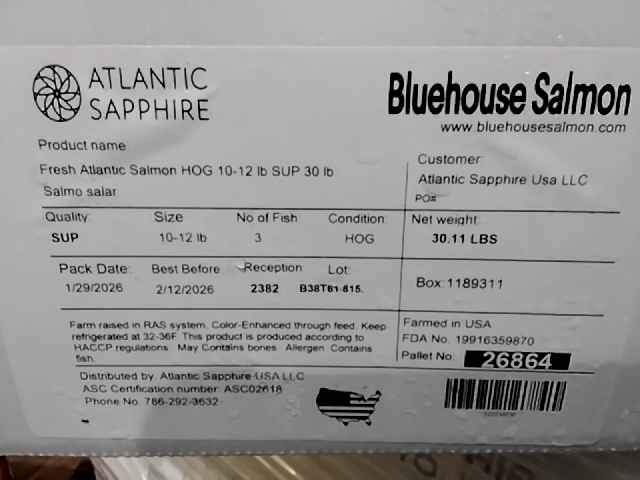 ATLANTIC
SAPPHIRE
Bluehouse Salmon
www.bluehousesalmon.com
Product name
Fresh Atlantic Salmon HOG 10-12 lb SUP 30 lb
Salmo salar
Customer
Atlantic Sapphire Usa LLC
PO#
Quality Size No of Fish Condition
SUP 10-12 lb 3 HOG
Net weight
30.11 LBS
Pack Date: Best Before Reception Lot:
1/29/2026 2/12/2026 2382
Box: 1189311
Farm raised in RAS system. Color-Enhanced through feed. Keep
refrigerated at 32-36F This product is produced according to
HACCP regulations May Contains bones Allergen Contains
fish.
Farmed in USA
FDA No. 19916359870
Pallet No: 26864
Distributed by. Atlantic Sapphire USA LLC
ASC Certification number ASC02618
Phone No 786-292-3632